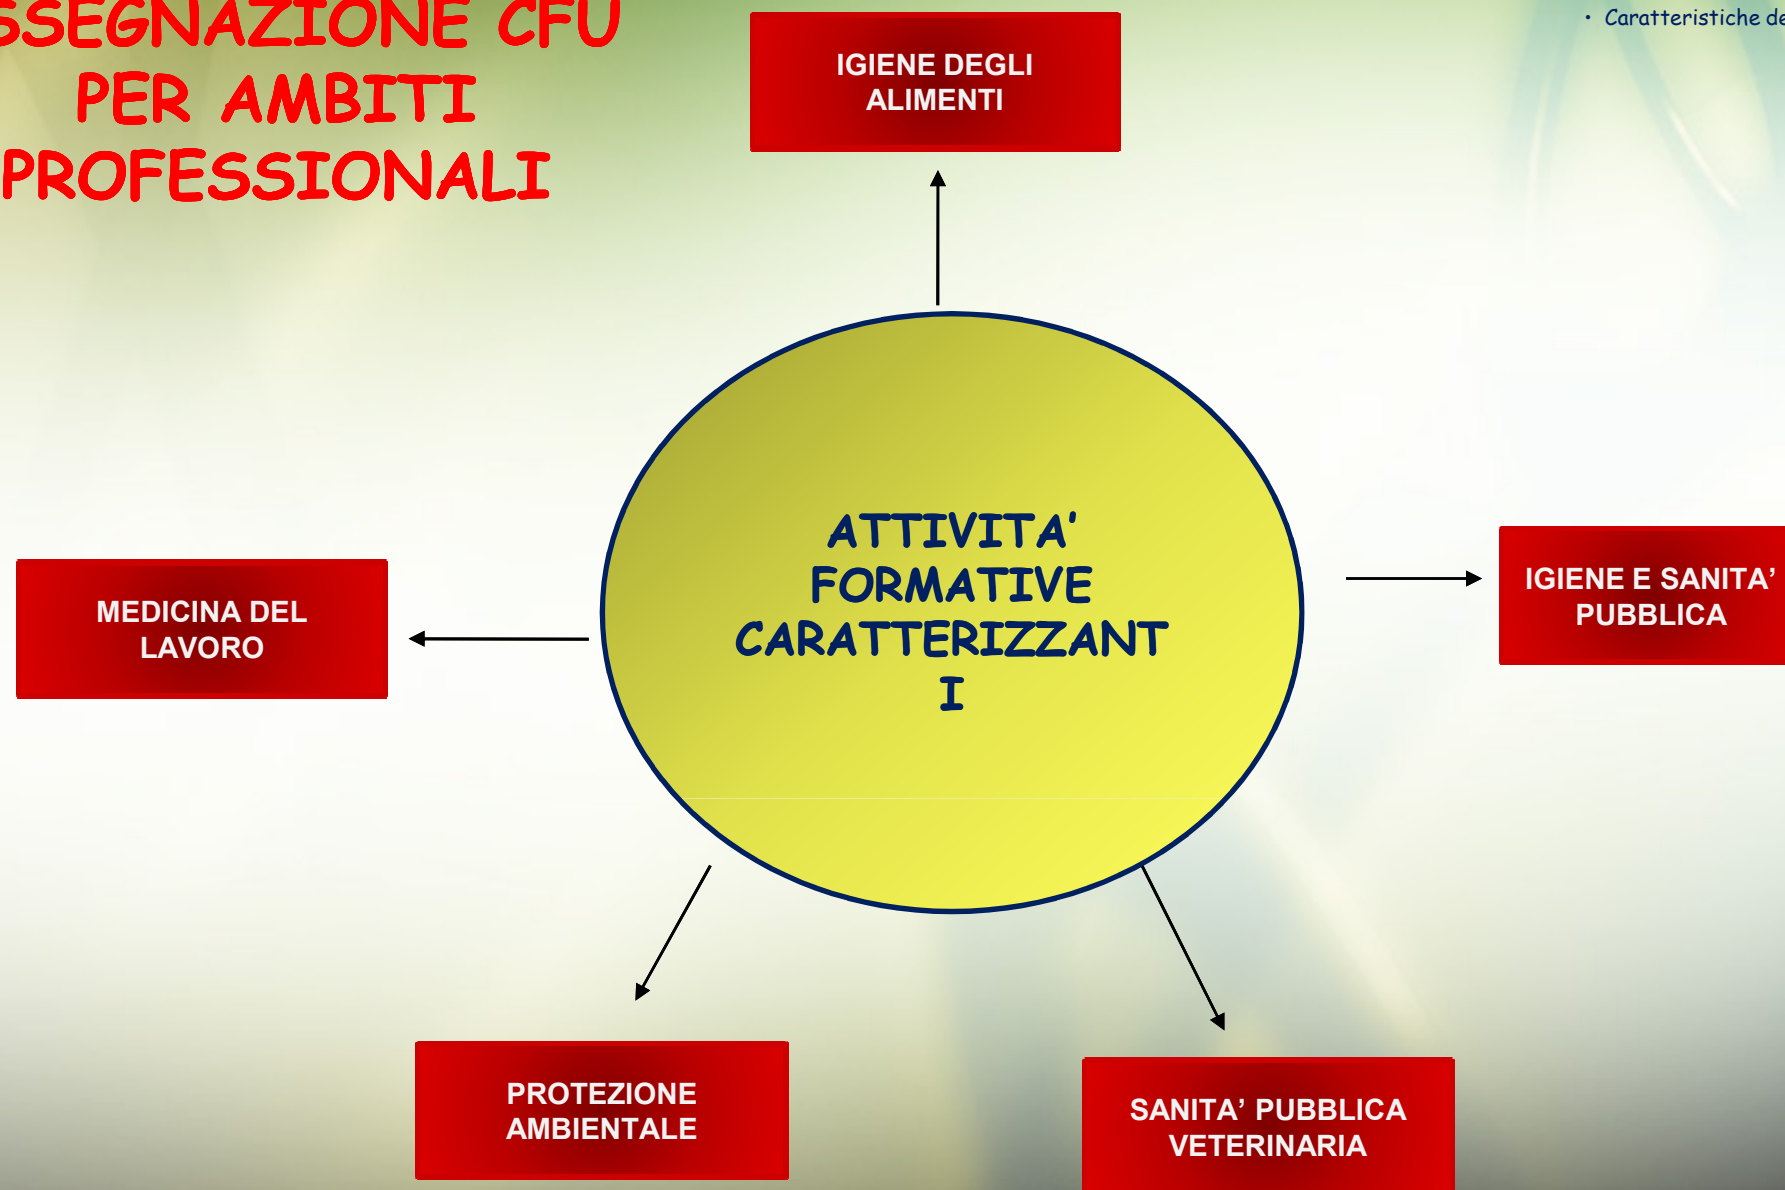 SSEGNAZIONE CFU
PER AMBITI
PROFESSIONALI
• Caratteristiche de
IGIENE DEGLI
ALIMENTI
ATTIVITA’
FORMATIVE
CARATTERIZZANT
I
MEDICINA DEL
LAVORO
IGIENE E SANITA’
PUBBLICA
PROTEZIONE
AMBIENTALE
SANITA’ PUBBLICA
VETERINARIA